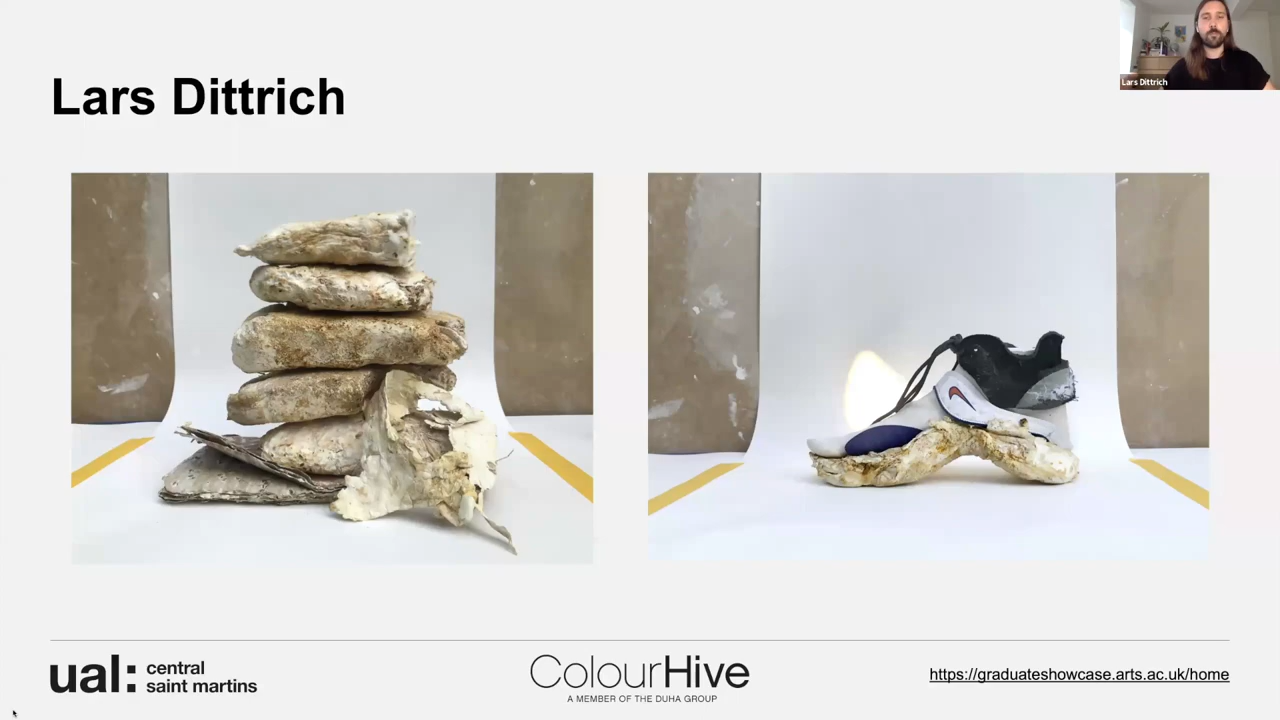 Lars Dittrich
Lars Dittrich
ual: central
saint martins
ColourHive
A MEMBER OF THE DUHA GROUP
https://graduateshowcase.arts.ac.uk/home